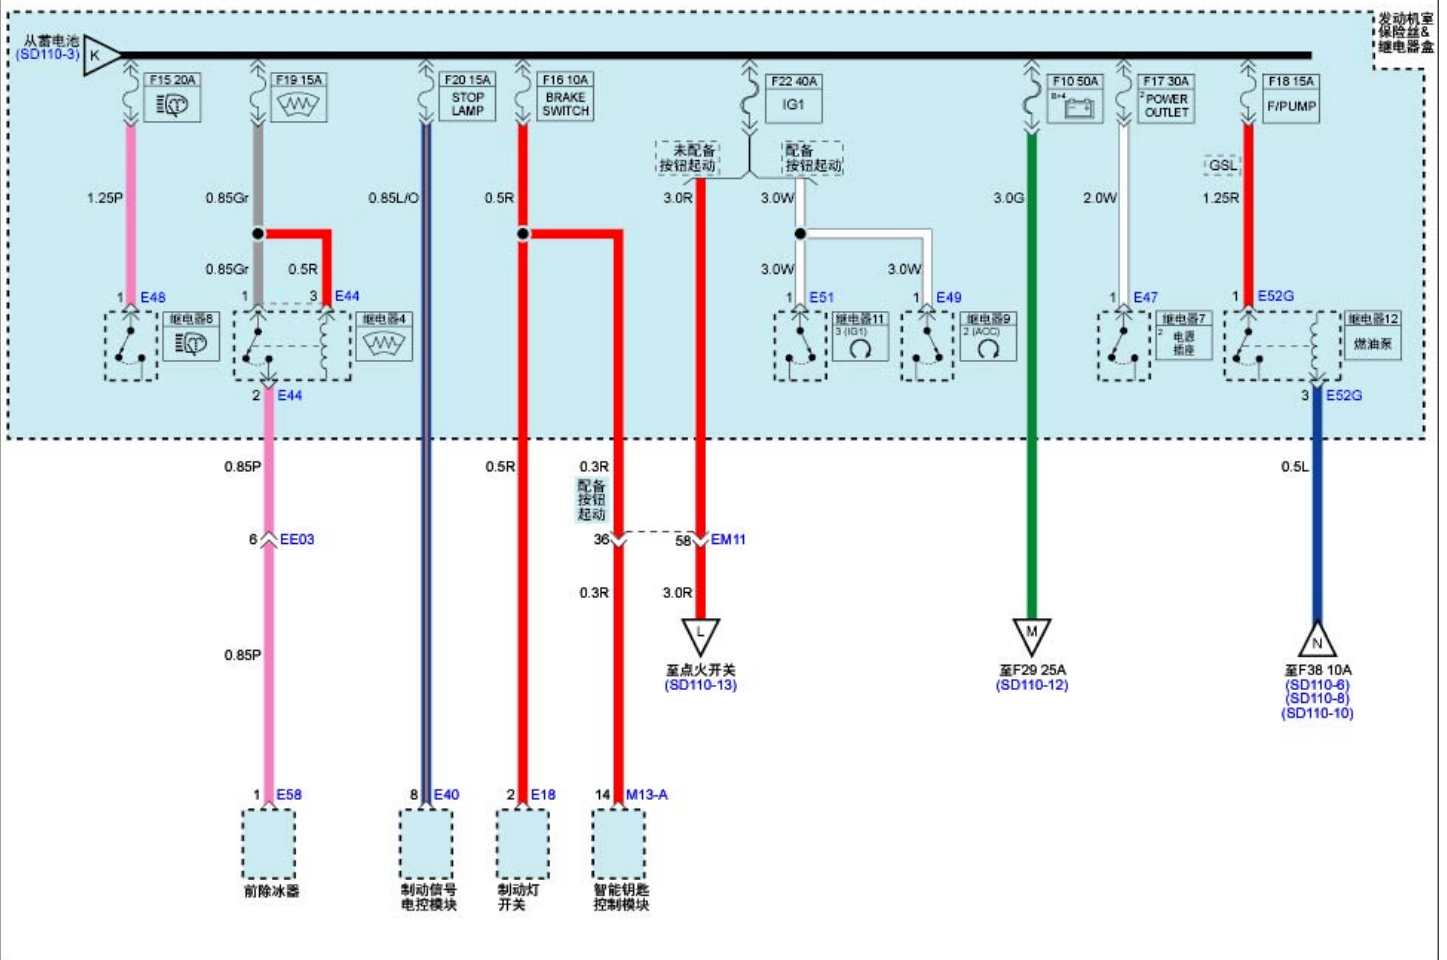 从蓄电池
(SD110-3)
K
发动机室
保险丝&
继电器盒
F15 20A
F19 15A
F20 15A
STOP
LAMP
F16 10A
BRAKE
SWITCH
F22 40A
IG1
F10 50A
B+4
F17 30A
2 POWER
OUTLET
F18 15A
F/PUMP
未配备
按钮起动
配备
按钮起动
GSL
1.25P
0.85Gr
0.85L/O
0.5R
3.0R
3.0W
3.0G
2.0W
1.25R
0.85Gr
0.5R
3.0W
3.0W
1 E48
1
3 E44
1 E51
1 E49
1 E47
1 E52G
继电器6
继电器4
继电器11
3 (IG1)
继电器9
2 (ACC)
继电器7
2 电源
插座
继电器12
燃油泵
2 E44
3 E52G
0.85P
0.5R
0.3R
0.5L
配备
按钮
起动
6 EE03
36
58 EM11
0.3R
3.0R
0.85P
L
M
N
至点火开关
(SD110-13)
至F29 25A
(SD110-12)
至F38 10A
(SD110-6)
(SD110-8)
(SD110-10)
1 E58
8 E40
2 E18
14 M13-A
前除冰器
制动信号
电控模块
制动灯
开关
智能钥匙
控制模块